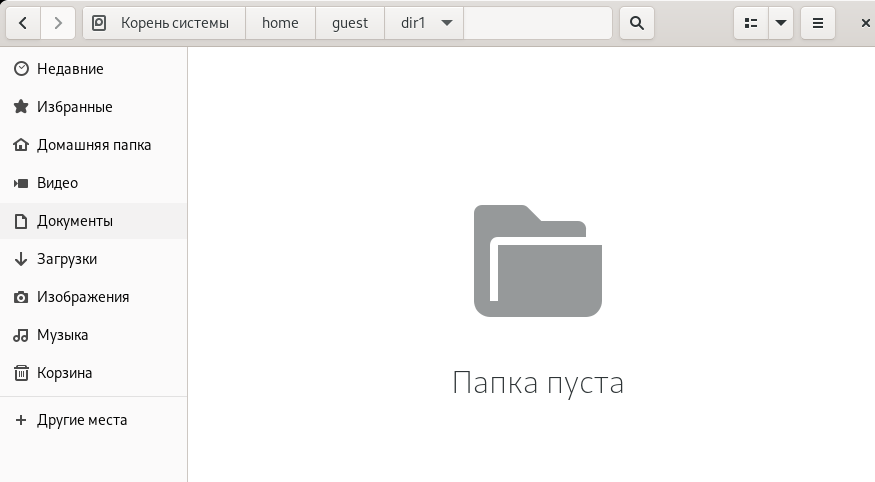 Корень системы home guest dir1
Недавние
Избранные
Домашняя папка
Видео
Документы
Загрузки
Изображения
Музыка
Корзина
Другие места
Папка пуста